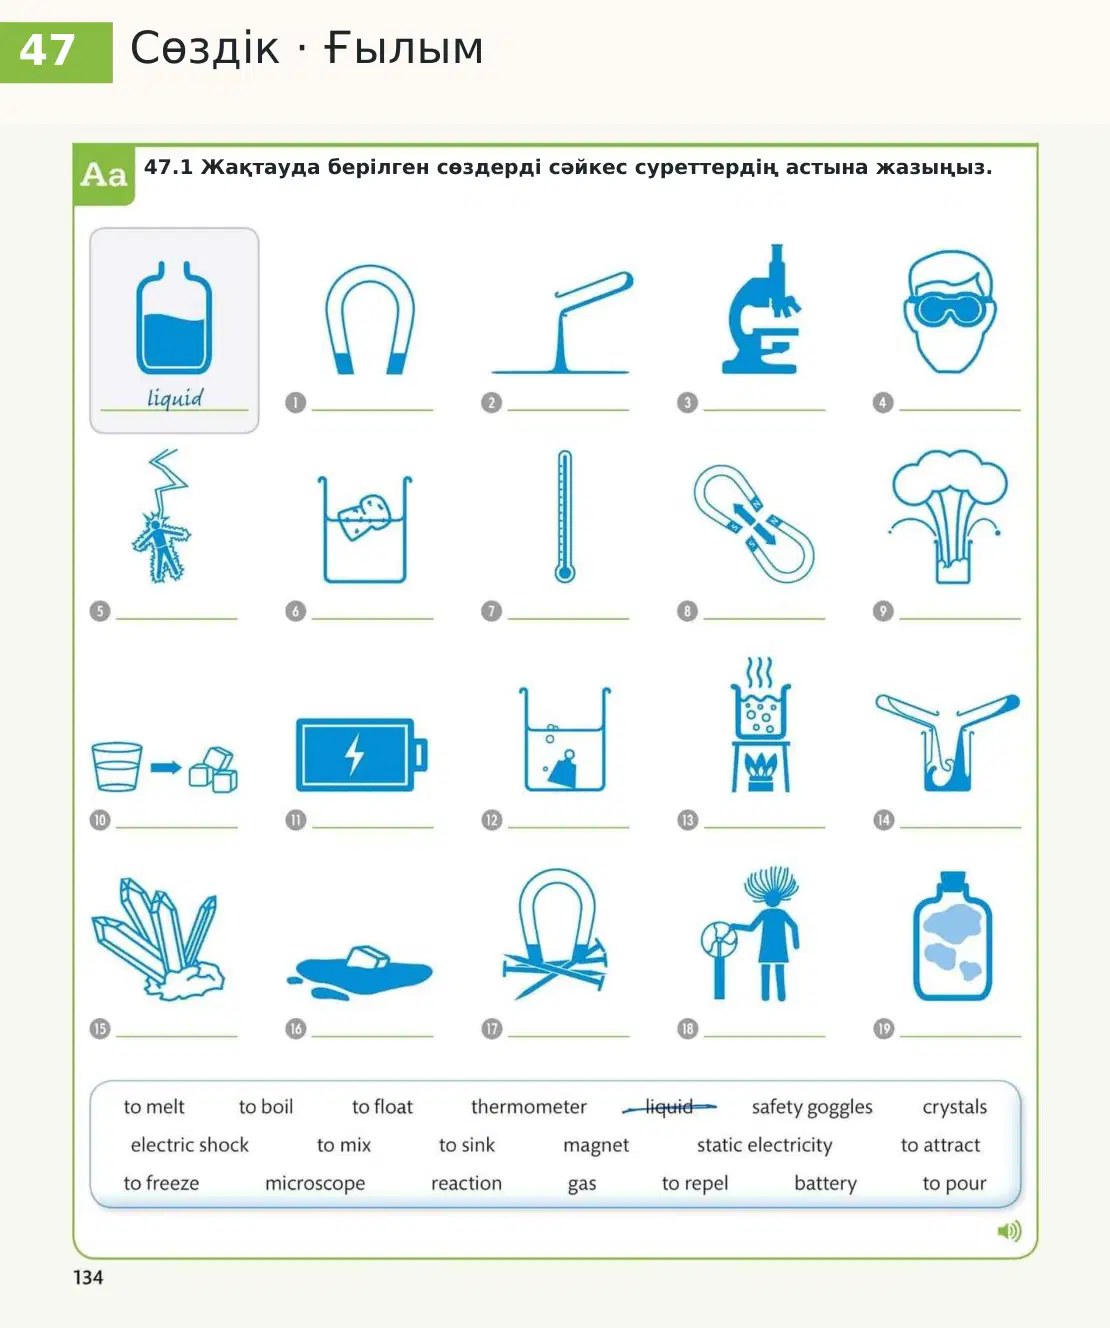 47 Сөздік · Ғылым
Aa 47.1 Жақтауда берілген сөздерді сәйкес суреттердің астына жазыңыз.
liquid
1 2 3 4
N
S
N
S
5 6 7 8 9
10 11 12 13 14
15 16 17 18 19
to melt to boil to float thermometer liquid safety goggles crystals
electric shock to mix to sink magnet static electricity to attract
to freeze microscope reaction gas to repel battery to pour
134